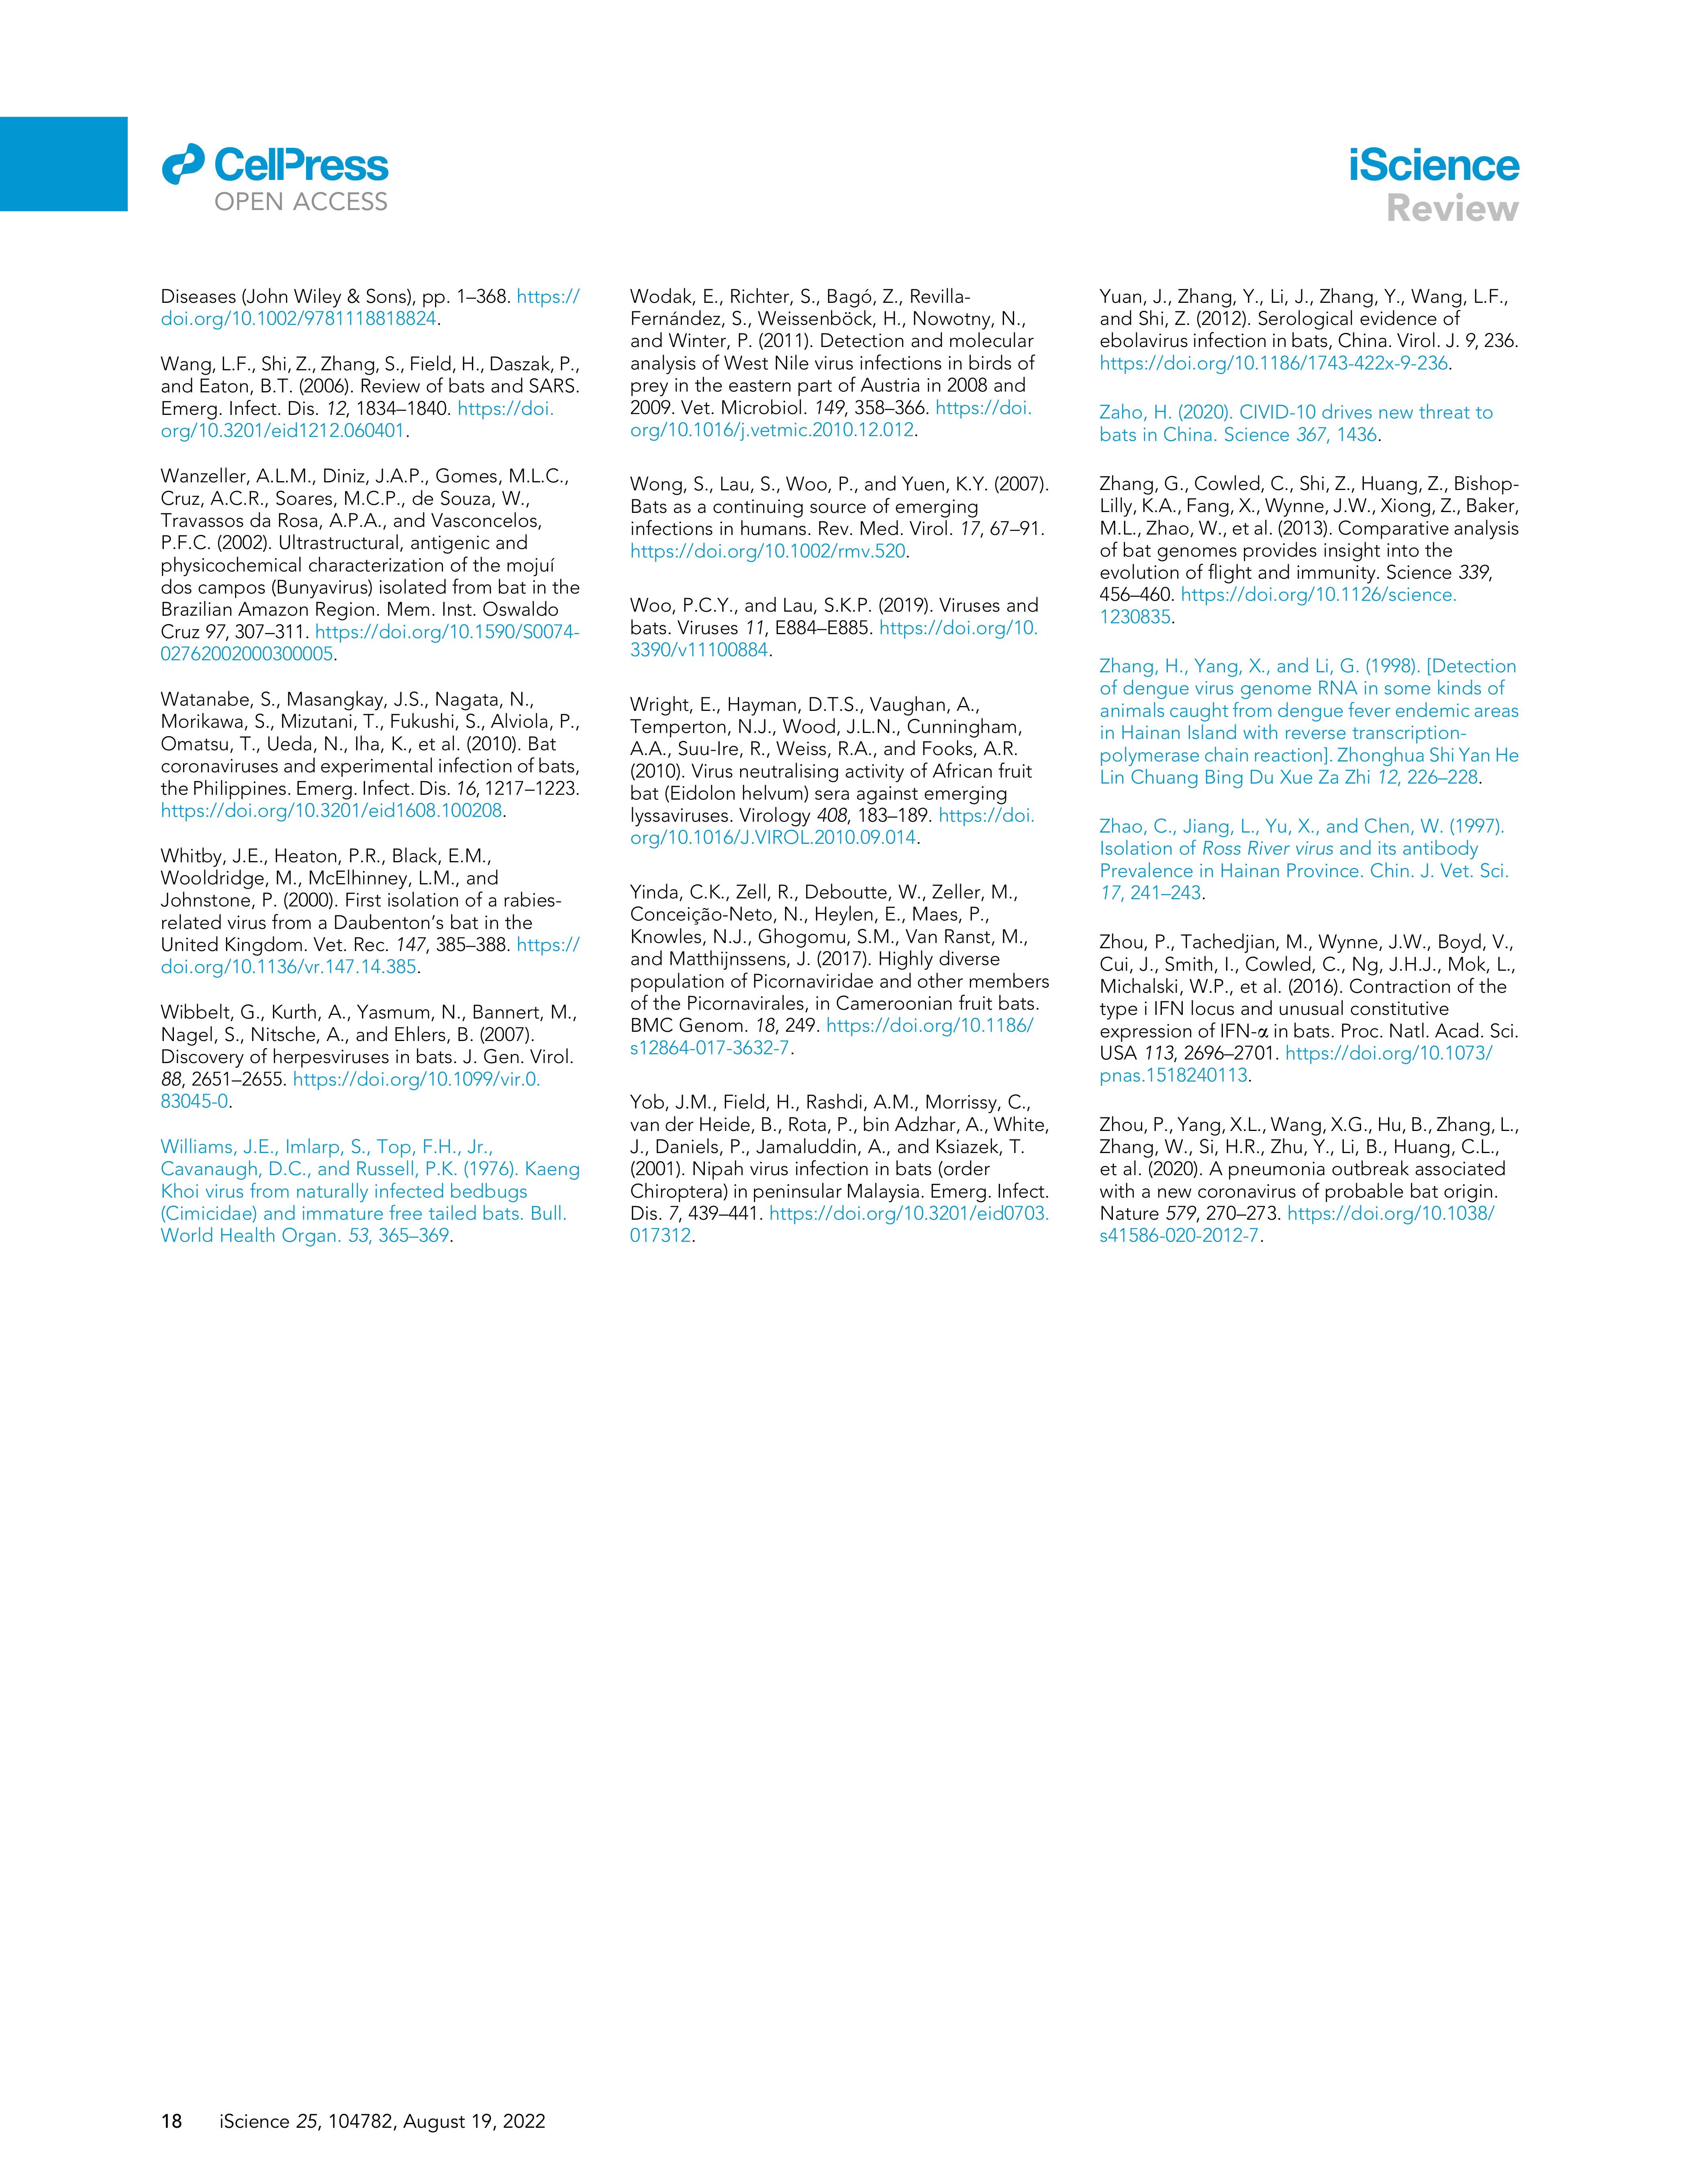 CellPress
OPEN ACCESS
iScience
Review
Diseases (John Wiley & Sons), pp. 1–368. https://
doi.org/10.1002/9781118818824.
Wang, L.F., Shi, Z., Zhang, S., Field, H., Daszak, P.,
and Eaton, B.T. (2006). Review of bats and SARS.
Emerg. Infect. Dis. 12, 1834–1840. https://doi.
org/10.3201/eid1212.060401.
Wanzeller, A.L.M., Diniz, J.A.P., Gomes, M.L.C.,
Cruz, A.C.R., Soares, M.C.P., de Souza, W.,
Travassos da Rosa, A.P.A., and Vasconcelos,
P.F.C. (2002). Ultrastructural, antigenic and
physicochemical characterization of the mojuí
dos campos (Bunyavirus) isolated from bat in the
Brazilian Amazon Region. Mem. Inst. Oswaldo
Cruz 97, 307–311. https://doi.org/10.1590/S0074-
02762002000300005.
Watanabe, S., Masangkay, J.S., Nagata, N.,
Morikawa, S., Mizutani, T., Fukushi, S., Alviola, P.,
Omatsu, T., Ueda, N., Iha, K., et al. (2010). Bat
coronaviruses and experimental infection of bats,
the Philippines. Emerg. Infect. Dis. 16, 1217–1223.
https://doi.org/10.3201/eid1608.100208.
Whitby, J.E., Heaton, P.R., Black, E.M.,
Wooldridge, M., McElhinney, L.M., and
Johnstone, P. (2000). First isolation of a rabies-
related virus from a Daubenton's bat in the
United Kingdom. Vet. Rec. 147, 385–388. https://
doi.org/10.1136/vr.147.14.385.
Wibbelt, G., Kurth, A., Yasmum, N., Bannert, M.,
Nagel, S., Nitsche, A., and Ehlers, B. (2007).
Discovery of herpesviruses in bats. J. Gen. Virol.
88, 2651–2655. https://doi.org/10.1099/vir.0.
83045-0.
Williams, J.E., Imlarp, S., Top, F.H., Jr.,
Cavanaugh, D.C., and Russell, P.K. (1976). Kaeng
Khoi virus from naturally infected bedbugs
(Cimicidae) and immature free tailed bats. Bull.
World Health Organ. 53, 365–369.
Wodak, E., Richter, S., Bagó, Z., Revilla-
Fernández, S., Weissenböck, H., Nowotny, N.,
and Winter, P. (2011). Detection and molecular
analysis of West Nile virus infections in birds of
prey in the eastern part of Austria in 2008 and
2009. Vet. Microbiol. 149, 358–366. https://doi.
org/10.1016/j.vetmic.2010.12.012.
Wong, S., Lau, S., Woo, P., and Yuen, K.Y. (2007).
Bats as a continuing source of emerging
infections in humans. Rev. Med. Virol. 17, 67–91.
https://doi.org/10.1002/rmv.520.
Woo, P.C.Y., and Lau, S.K.P. (2019). Viruses and
bats. Viruses 11, E884–E885. https://doi.org/10.
3390/v11100884.
Wright, E., Hayman, D.T.S., Vaughan, A.,
Temperton, N.J., Wood, J.L.N., Cunningham,
A.A., Suu-Ire, R., Weiss, R.A., and Fooks, A.R.
(2010). Virus neutralising activity of African fruit
bat (Eidolon helvum) sera against emerging
lyssaviruses. Virology 408, 183–189. https://doi.
org/10.1016/J.VIROL.2010.09.014.
Yinda, C.K., Zell, R., Deboutte, W., Zeller, M.,
Conceição-Neto, N., Heylen, E., Maes, P.,
Knowles, N.J., Ghogomu, S.M., Van Ranst, M.,
and Matthijnssens, J. (2017). Highly diverse
population of Picornaviridae and other members
of the Picornavirales, in Cameroonian fruit bats.
BMC Genom. 18, 249. https://doi.org/10.1186/
s12864-017-3632-7.
Yob, J.M., Field, H., Rashdi, A.M., Morrissy, C.,
van der Heide, B., Rota, P., bin Adzhar, A., White,
J., Daniels, P., Jamaluddin, A., and Ksiazek, T.
(2001). Nipah virus infection in bats (order
Chiroptera) in peninsular Malaysia. Emerg. Infect.
Dis. 7, 439–441. https://doi.org/10.3201/eid0703.
017312.
Yuan, J., Zhang, Y., Li, J., Zhang, Y., Wang, L.F.,
and Shi, Z. (2012). Serological evidence of
ebolavirus infection in bats, China. Virol. J. 9, 236.
https://doi.org/10.1186/1743-422x-9-236.
Zaho, H. (2020). CIVID-10 drives new threat to
bats in China. Science 367, 1436.
Zhang, G., Cowled, C., Shi, Z., Huang, Z., Bishop-
Lilly, K.A., Fang, X., Wynne, J.W., Xiong, Z., Baker,
M.L., Zhao, W., et al. (2013). Comparative analysis
of bat genomes provides insight into the
evolution of flight and immunity. Science 339,
456–460. https://doi.org/10.1126/science.
1230835.
Zhang, H., Yang, X., and Li, G. (1998). [Detection
of dengue virus genome RNA in some kinds of
animals caught from dengue fever endemic areas
in Hainan Island with reverse transcription-
polymerase chain reaction]. Zhonghua Shi Yan He
Lin Chuang Bing Du Xue Za Zhi 12, 226–228.
Zhao, C., Jiang, L., Yu, X., and Chen, W. (1997).
Isolation of Ross River virus and its antibody
Prevalence in Hainan Province. Chin. J. Vet. Sci.
17, 241–243.
Zhou, P., Tachedjian, M., Wynne, J.W., Boyd, V.,
Cui, J., Smith, I., Cowled, C., Ng, J.H.J., Mok, L.,
Michalski, W.P., et al. (2016). Contraction of the
type i IFN locus and unusual constitutive
expression of IFN-α in bats. Proc. Natl. Acad. Sci.
USA 113, 2696–2701. https://doi.org/10.1073/
pnas.1518240113.
Zhou, P., Yang, X.L., Wang, X.G., Hu, B., Zhang, L.,
Zhang, W., Si, H.R., Zhu, Y., Li, B., Huang, C.L.,
et al. (2020). A pneumonia outbreak associated
with a new coronavirus of probable bat origin.
Nature 579, 270–273. https://doi.org/10.1038/
s41586-020-2012-7.
18 iScience 25, 104782, August 19, 2022